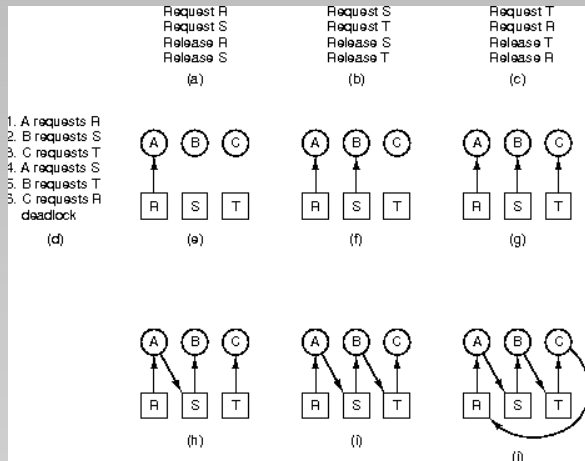 Request R
Request S
Release R
Release S
(a)
Request S
Request T
Release S
Release T
(b)
Request T
Request R
Release T
Release R
(c)
1. A requests R
2. B requests S
3. C requests T
4. A requests S
5. B requests T
6. C requests R
deadlock
(d)
A B C
R S T
(e)
A B C
R S T
(f)
A B C
R S T
(g)
A B C
R S T
(h)
A B C
R S T
(i)
A B C
R S T
(j)